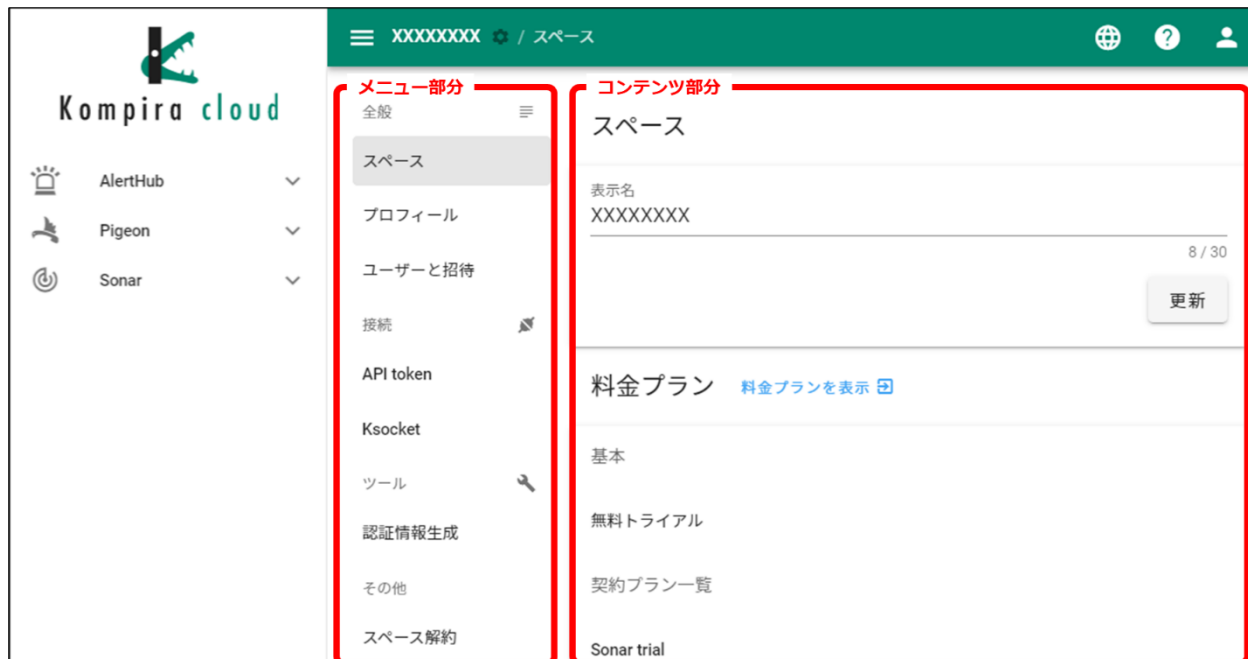 Kompira cloud
AlertHub
Pigeon
Sonar
XXXXXXXX / スペース
メニュー部分
全般
スペース
プロフィール
ユーザーと招待
接続
API token
Ksocket
ツール
認証情報生成
その他
スペース解約
コンテンツ部分
スペース
表示名
XXXXXXXX
8 / 30
更新
料金プラン 料金プランを表示
基本
無料トライアル
契約プラン一覧
Sonar trial